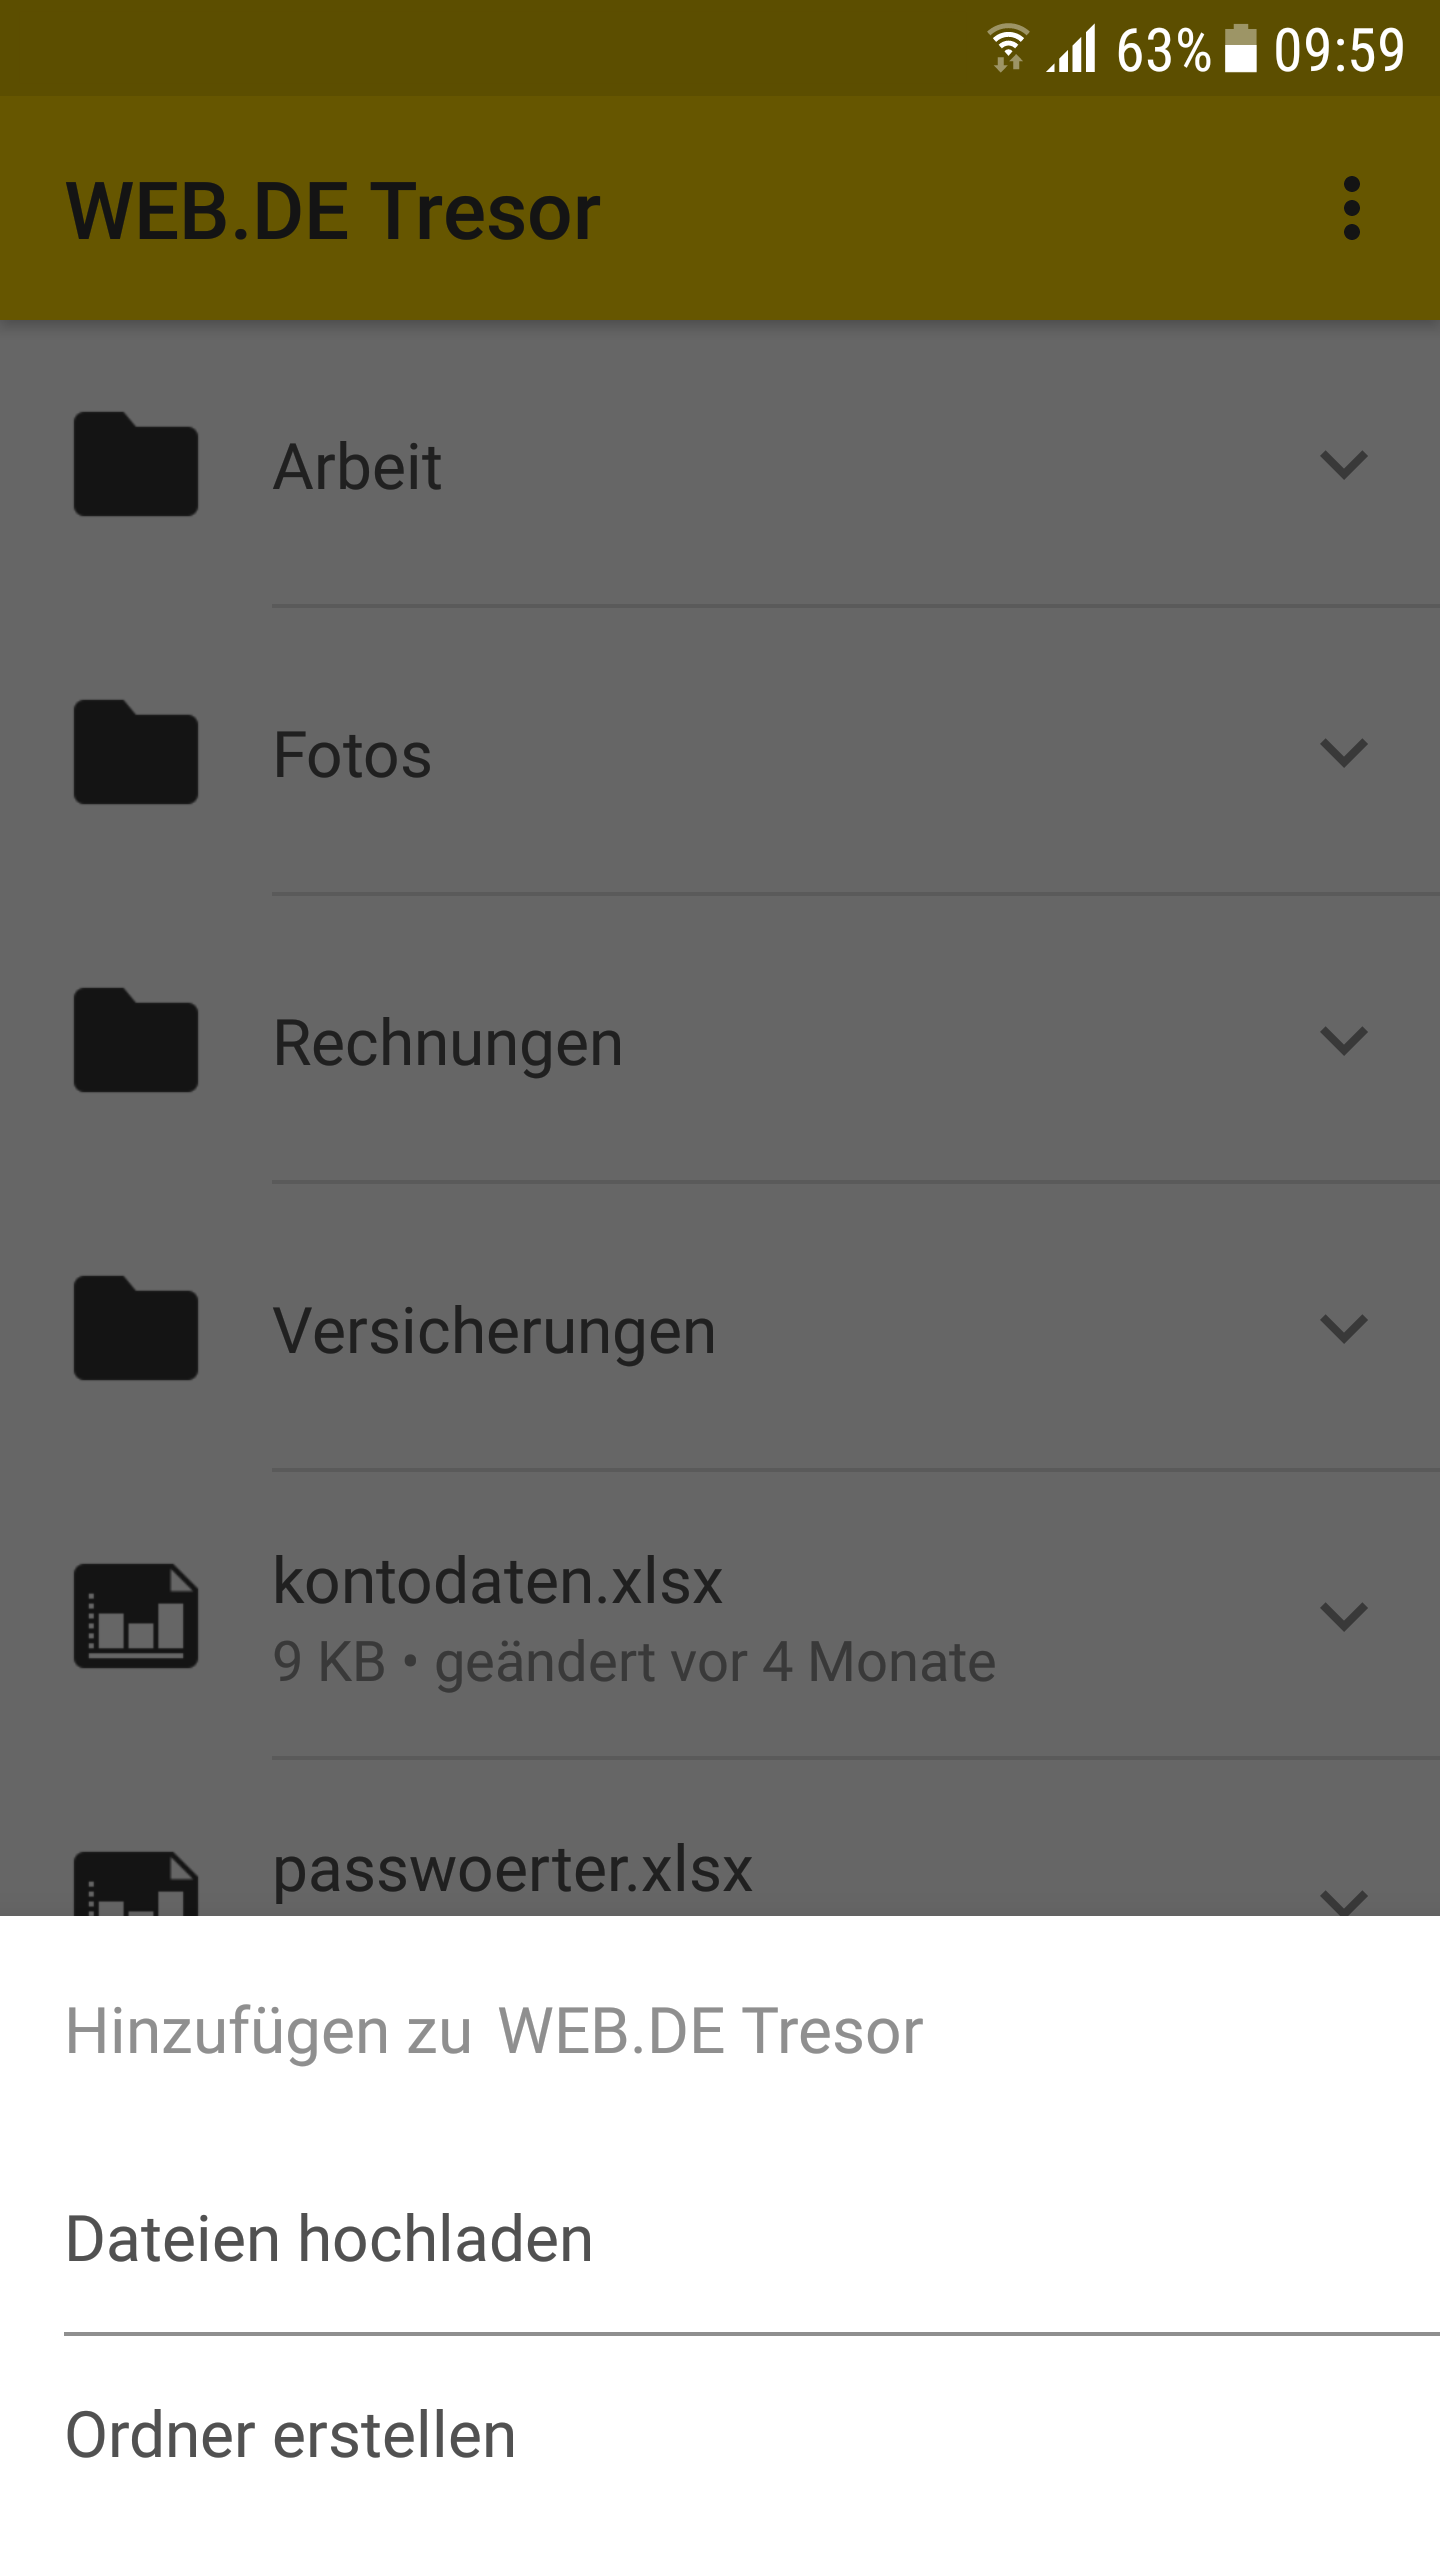 63% 09:59
WEB.DE Tresor
Arbeit
Fotos
Rechnungen
Versicherungen
kontodaten.xlsx
9 KB • geändert vor 4 Monate
passwoerter.xlsx
Hinzufügen zu WEB.DE Tresor
Dateien hochladen
Ordner erstellen